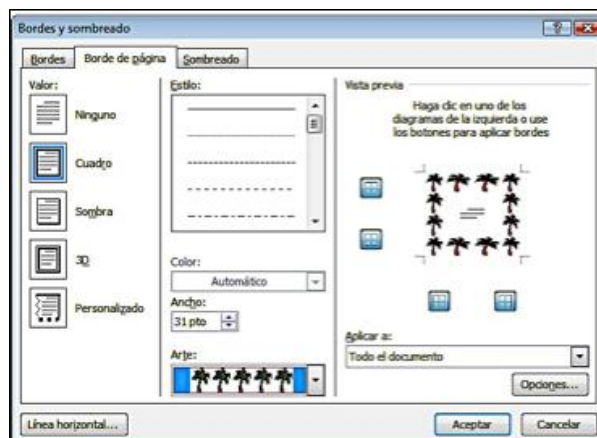 Bordes y sombreado
Bordes
Borde de página
Sombreado
Valor:
Ninguno
Cuadro
Sombra
3D
Personalizado
Estilo:
Color:
Automático
Ancho:
31 pto
Arte:
Vista previa
Haga clic en uno de los
diagramas de la izquierda o use
los botones para aplicar bordes
Aplicar a:
Todo el documento
Opciones...
Línea horizontal...
Aceptar
Cancelar